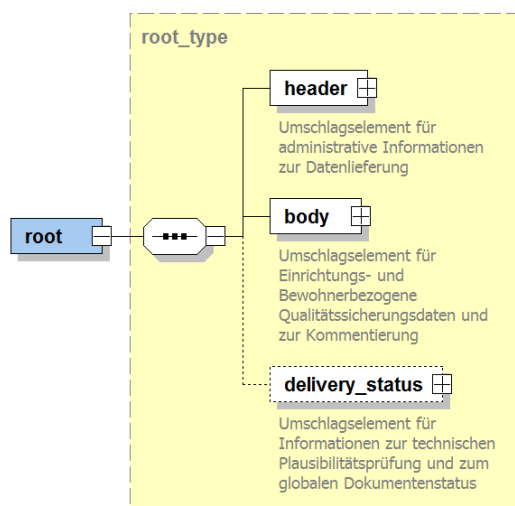 root_type
header
Umschlagselement für
administrative Informationen
zur Datenlieferung
root
body
Umschlagselement für
Einrichtungs- und
Bewohnerbezogene
Qualitätssicherungsdaten und
zur Kommentierung
delivery_status
Umschlagselement für
Informationen zur technischen
Plausibilitätsprüfung und zum
globalen Dokumentenstatus